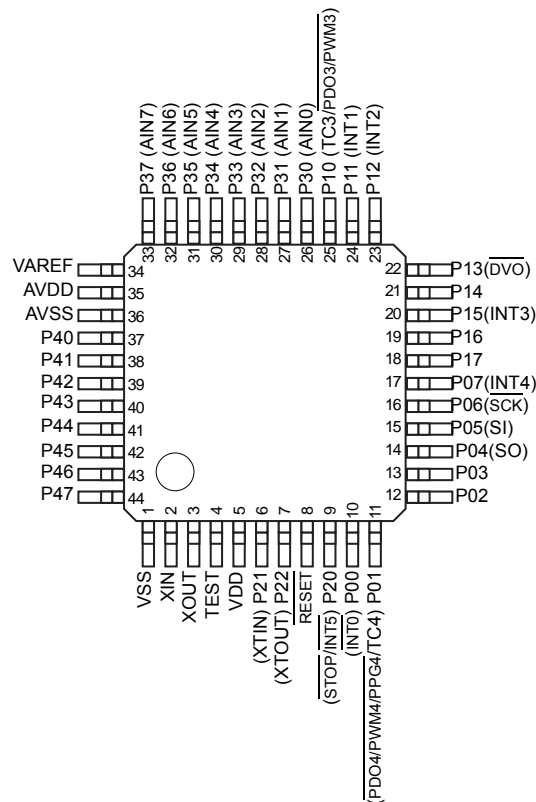 P37 (AIN7)
P36 (AIN6)
P35 (AIN5)
P34 (AIN4)
P33 (AIN3)
P32 (AIN2)
P31 (AIN1)
P30 (AIN0)
P10 (TC3/PDO3/PWM3)
P11 (INT1)
P12 (INT2)
33
32
31
30
29
28
27
26
25
24
23
VAREF 34
AVDD 35
AVSS 36
P40 37
P41 38
P42 39
P43 40
P44 41
P45 42
P46 43
P47 44
22 P13(DVO)
21 P14
20 P15(INT3)
19 P16
18 P17
17 P07(INT4)
16 P06(SCK)
15 P05(SI)
14 P04(SO)
13 P03
12 P02
1
2
3
4
5
6
7
8
9
10
11
VSS
XIN
XOUT
TEST
VDD
(XTIN) P21
(XTOUT) P22
RESET
(STOP/INT5) P20
(INT0) P00
(PDO4/PWM4/PPG4/TC4) P01